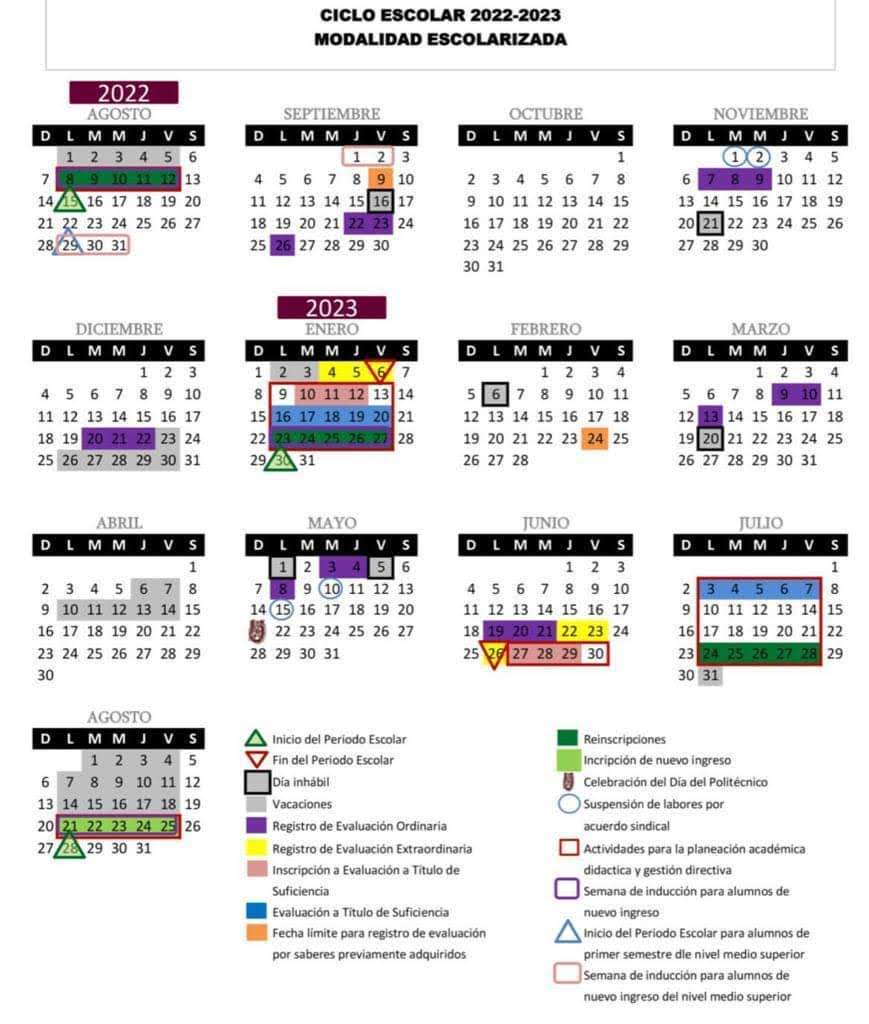 CICLO ESCOLAR 2022-2023
MODALIDAD ESCOLARIZADA
2022
AGOSTO
D L M M J V S
1 2 3 4 5 6
7 8 9 10 11 12 13
14 15 16 17 18 19 20
21 22 23 24 25 26 27
28 29 30 31
SEPTIEMBRE
D L M M J V S
1 2 3
4 5 6 7 8 9 10
11 12 13 14 15 16 17
18 19 20 21 22 23 24
25 26 27 28 29 30
OCTUBRE
D L M M J V S
1
2 3 4 5 6 7 8
9 10 11 12 13 14 15
16 17 18 19 20 21 22
23 24 25 26 27 28 29
30 31
NOVIEMBRE
D L M M J V S
1 2 3 4 5
6 7 8 9 10 11 12
13 14 15 16 17 18 19
20 21 22 23 24 25 26
27 28 29 30
DICIEMBRE
D L M M J V S
1 2 3
4 5 6 7 8 9 10
11 12 13 14 15 16 17
18 19 20 21 22 23 24
25 26 27 28 29 30 31
2023
ENERO
D L M M J V S
1 2 3 4 5 6 7
8 9 10 11 12 13 14
15 16 17 18 19 20 21
22 23 24 25 26 27 28
29 30 31
FEBRERO
D L M M J V S
1 2 3 4
5 6 7 8 9 10 11
12 13 14 15 16 17 18
19 20 21 22 23 24 25
26 27 28
MARZO
D L M M J V S
1 2 3 4
5 6 7 8 9 10 11
12 13 14 15 16 17 18
19 20 21 22 23 24 25
26 27 28 29 30 31
ABRIL
D L M M J V S
1
2 3 4 5 6 7 8
9 10 11 12 13 14 15
16 17 18 19 20 21 22
23 24 25 26 27 28 29
30
MAYO
D L M M J V S
1 2 3 4 5 6
7 8 9 10 11 12 13
14 15 16 17 18 19 20
22 23 24 25 26 27
28 29 30 31
JUNIO
D L M M J V S
1 2 3
4 5 6 7 8 9 10
11 12 13 14 15 16 17
18 19 20 21 22 23 24
25 26 27 28 29 30
JULIO
D L M M J V S
1
2 3 4 5 6 7 8
9 10 11 12 13 14 15
16 17 18 19 20 21 22
23 24 25 26 27 28 29
30 31
AGOSTO
D L M M J V S
1 2 3 4 5
6 7 8 9 10 11 12
13 14 15 16 17 18 19
20 21 22 23 24 25 26
27 28 29 30 31
Inicio del Periodo Escolar
Fin del Periodo Escolar
Día inhábil
Vacaciones
Registro de Evaluación Ordinaria
Registro de Evaluación Extraordinaria
Inscripción a Evaluación a Título de
Suficiencia
Evaluación a Título de Suficiencia
Fecha límite para registro de evaluación
por saberes previamente adquiridos
Reinscripciones
Incripción de nuevo ingreso
Celebración del Día del Politécnico
Suspensión de labores por
acuerdo sindical
Actividades para la planeación académica
didactica y gestión directiva
Semana de inducción para alumnos de
nuevo ingreso
Inicio del Periodo Escolar para alumnos de
primer semestre dle nivel medio superior
Semana de inducción para alumnos de
nuevo ingreso del nivel medio superior